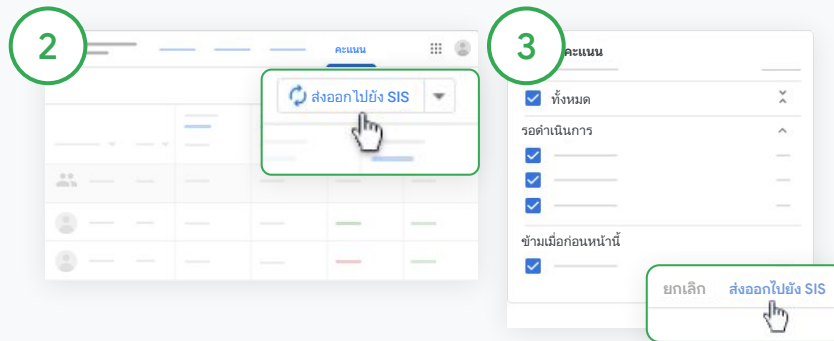 2
คะแนน
ส่งออกไปยัง SIS
3
คะแนน
ทั้งหมด
รอดำเนินการ
ข้ามเมื่อก่อนหน้านี้
ยกเลิก ส่งออกไปยัง SIS